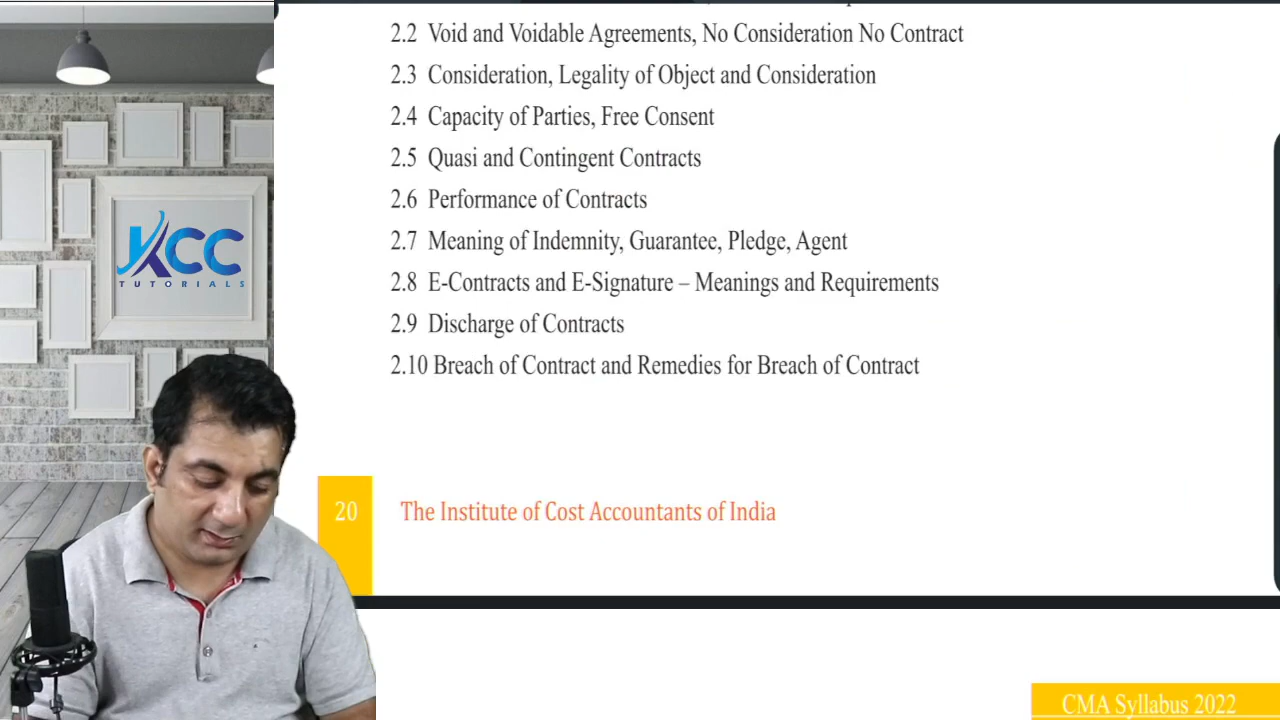 2.2 Void and Voidable Agreements, No Consideration No Contract
2.3 Consideration, Legality of Object and Consideration
2.4 Capacity of Parties, Free Consent
2.5 Quasi and Contingent Contracts
2.6 Performance of Contracts
2.7 Meaning of Indemnity, Guarantee, Pledge, Agent
2.8 E-Contracts and E-Signature – Meanings and Requirements
2.9 Discharge of Contracts
2.10 Breach of Contract and Remedies for Breach of Contract
KCC
TUTORIALS
20 The Institute of Cost Accountants of India
CMA Syllabus 2022